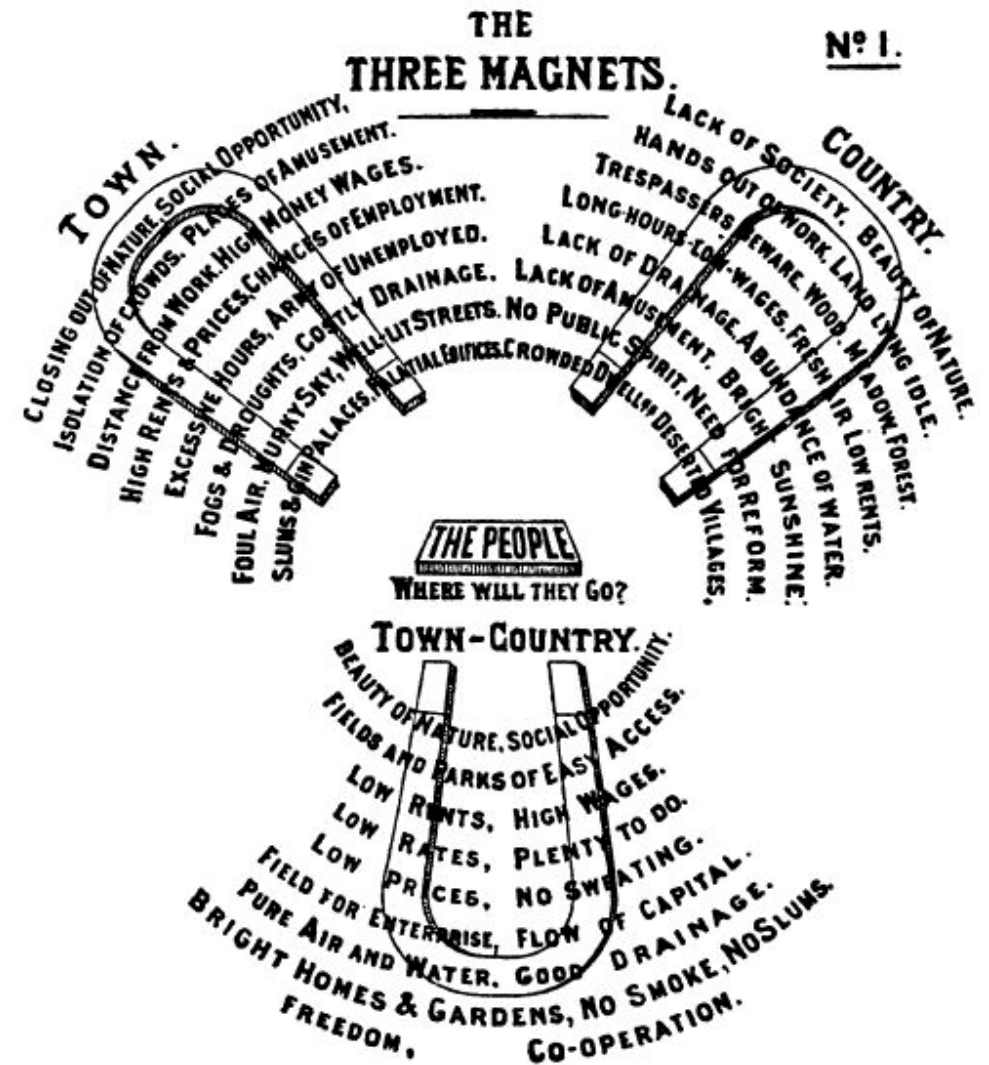 THE
THREE MAGNETS.
Nº 1.
TOWN.
CLOSING OUT OF NATURE. SOCIAL OPPORTUNITY.
ISOLATION OF CROWDS. PLACES OF AMUSEMENT.
DISTANCE FROM WORK. HIGH MONEY WAGES.
HIGH RENTS & PRICES. CHANCES OF EMPLOYMENT.
EXCESSIVE HOURS. ARMY OF UNEMPLOYED.
FOGS & DROUGHTS. COSTLY DRAINAGE.
FOUL AIR. MURKY SKY. WELL LIT STREETS.
SLUMS & GIN PALACES. PALATIAL EDIFICES.
COUNTRY.
LACK OF SOCIETY. BEAUTY OF NATURE.
HANDS OUT OF WORK. LAND LYING IDLE.
TRESPASSERS BEWARE. WOOD, MEADOW, FOREST.
LONG HOURS-LOW-WAGES. FRESH AIR LOW RENTS.
LACK OF DRAINAGE. ABUNDANCE OF WATER.
LACK OF AMUSEMENT. BRIGHT SUNSHINE.
NO PUBLIC SPIRIT. NEED FOR REFORM.
CROWDED DWELLGS DESERTED VILLAGES,
THE PEOPLE
WHERE WILL THEY GO?
TOWN-COUNTRY.
BEAUTY OF NATURE, SOCIAL OPPORTUNITY.
FIELDS AND PARKS OF EASY ACCESS.
LOW RENTS, HIGH WAGES.
LOW RATES, PLENTY TO DO.
LOW PRICES, NO SWEATING.
FIELD FOR ENTERPRISE, FLOW OF CAPITAL.
PURE AIR AND WATER. GOOD DRAINAGE.
BRIGHT HOMES & GARDENS, NO SMOKE, NO SLUMS.
FREEDOM, CO-OPERATION.